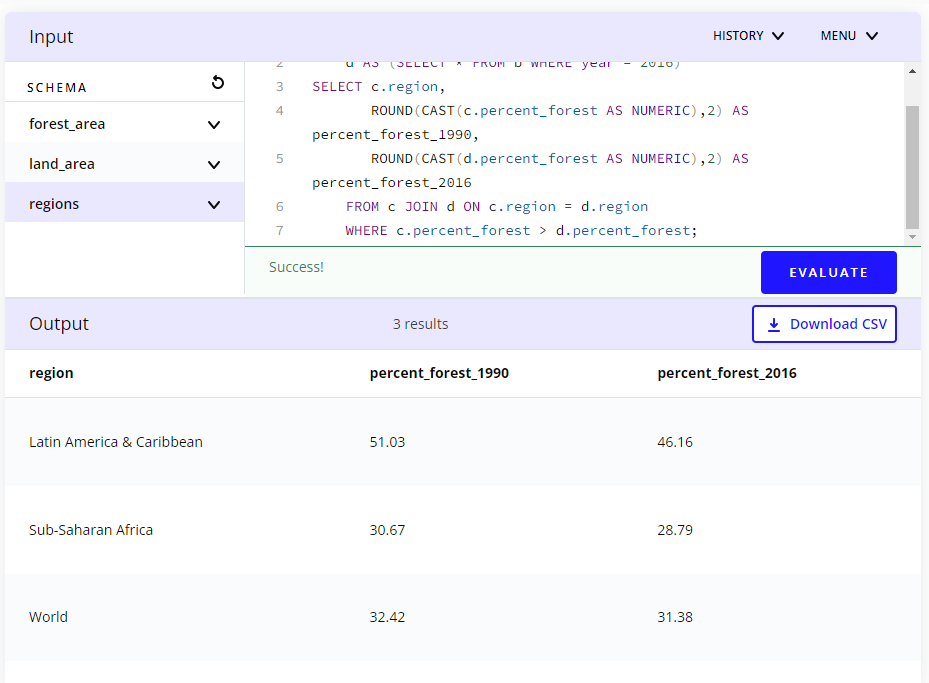 Input
HISTORY
MENU
SCHEMA
forest_area
land_area
regions
2 d AS (SELECT * FROM b WHERE year = 2016)
3 SELECT c.region,
4 ROUND(CAST(c.percent_forest AS NUMERIC),2) AS
percent_forest_1990,
5 ROUND(CAST(d.percent_forest AS NUMERIC),2) AS
percent_forest_2016
6 FROM c JOIN d ON c.region = d.region
7 WHERE c.percent_forest > d.percent_forest;
Success!
EVALUATE
Output
3 results
Download CSV
region percent_forest_1990 percent_forest_2016
Latin America & Caribbean 51.03 46.16
Sub-Saharan Africa 30.67 28.79
World 32.42 31.38